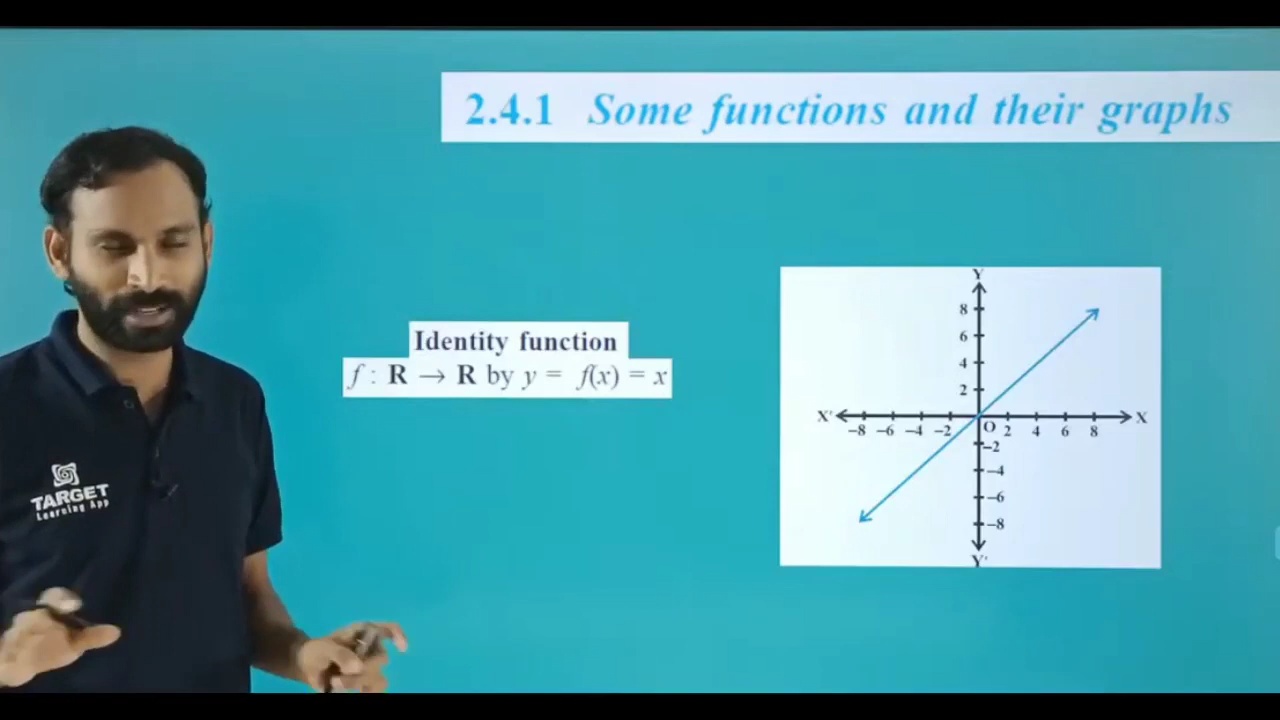 2.4.1 Some functions and their graphs
Identity function
f : R → R by y = f(x) = x
TARGET
Learning App
Y
8
6
4
2
X' -8 -6 -4 -2 O 2 4 6 8 X
-2
-4
-6
-8
Y'